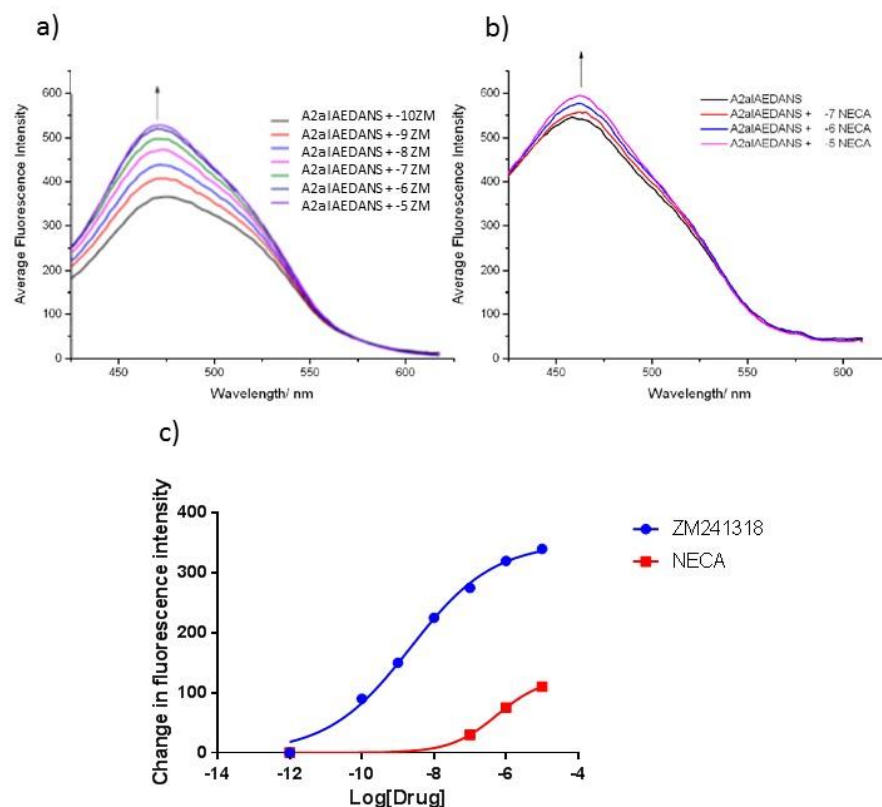 a)
Average Fluorescence Intensity
600
500
400
300
200
100
0
450
500
550
600
Wavelength/ nm
A2aIAEDANS + -10ZM
A2aIAEDANS + -9 ZM
A2aIAEDANS + -8 ZM
A2aIAEDANS + -7 ZM
A2aIAEDANS + -6 ZM
A2aIAEDANS + -5 ZM
b)
Average Fluorescence Intensity
600
500
400
300
200
100
0
450
500
550
600
Wavelength/ nm
A2aIAEDANS
A2aIAEDANS + -7 NECA
A2aIAEDANS + -6 NECA
A2aIAEDANS + -5 NECA
c)
Change in fluorescence intensity
400
300
200
100
0
-14
-12
-10
-8
-6
-4
Log[Drug]
ZM241318
NECA